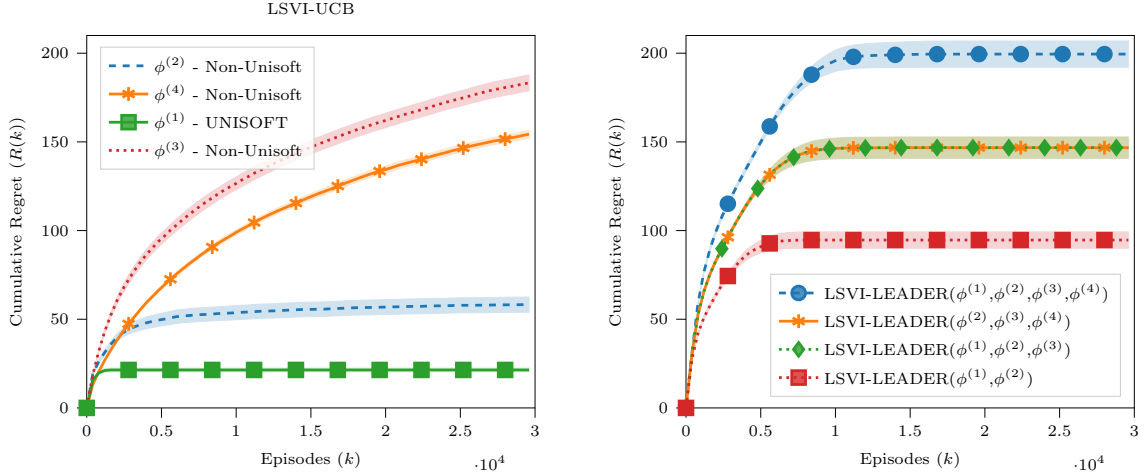 LSVI-UCB
Cumulative Regret (R(k))
200
150
100
50
0
ϕ⁽²⁾ - Non-Unisoft
ϕ⁽⁴⁾ - Non-Unisoft
ϕ⁽¹⁾ - UNISOFT
ϕ⁽³⁾ - Non-Unisoft
0 0.5 1 1.5 2 2.5 3
Episodes (k)
·10⁴
Cumulative Regret (R(k))
200
150
100
50
0
LSVI-LEADER(ϕ⁽¹⁾,ϕ⁽²⁾,ϕ⁽³⁾,ϕ⁽⁴⁾)
LSVI-LEADER(ϕ⁽²⁾,ϕ⁽³⁾,ϕ⁽⁴⁾)
LSVI-LEADER(ϕ⁽¹⁾,ϕ⁽²⁾,ϕ⁽³⁾)
LSVI-LEADER(ϕ⁽¹⁾,ϕ⁽²⁾)
0 0.5 1 1.5 2 2.5 3
Episodes (k)
·10⁴